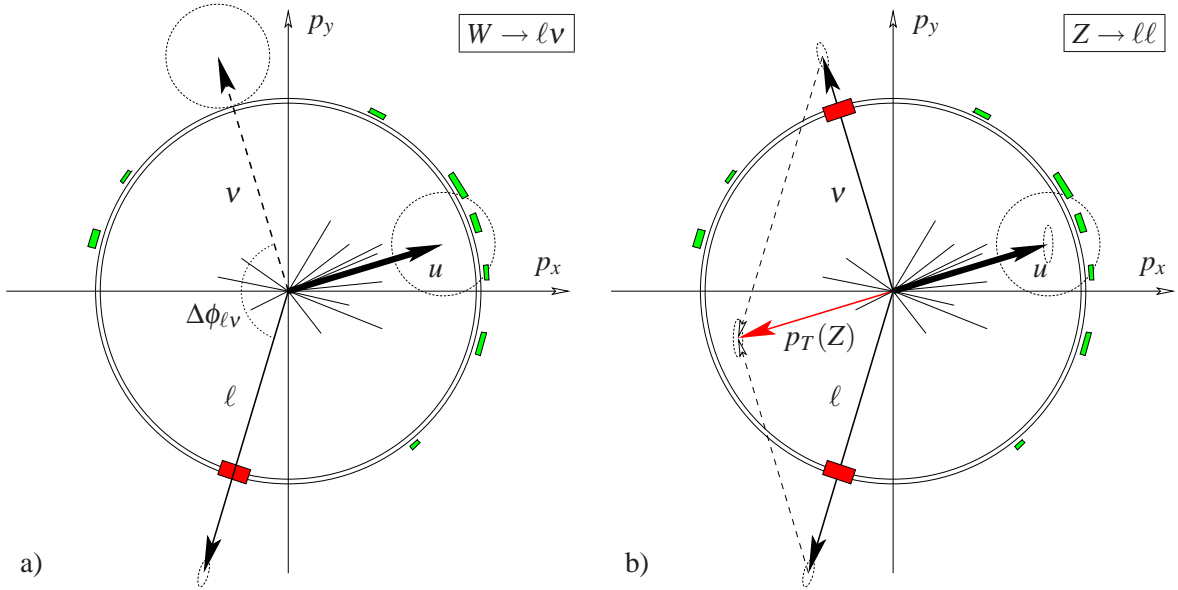 p_y
W → ℓν
ν
u
p_x
Δϕ_ℓν
ℓ
a)
p_y
Z → ℓℓ
ν
u
p_x
p_T(Z)
ℓ
b)